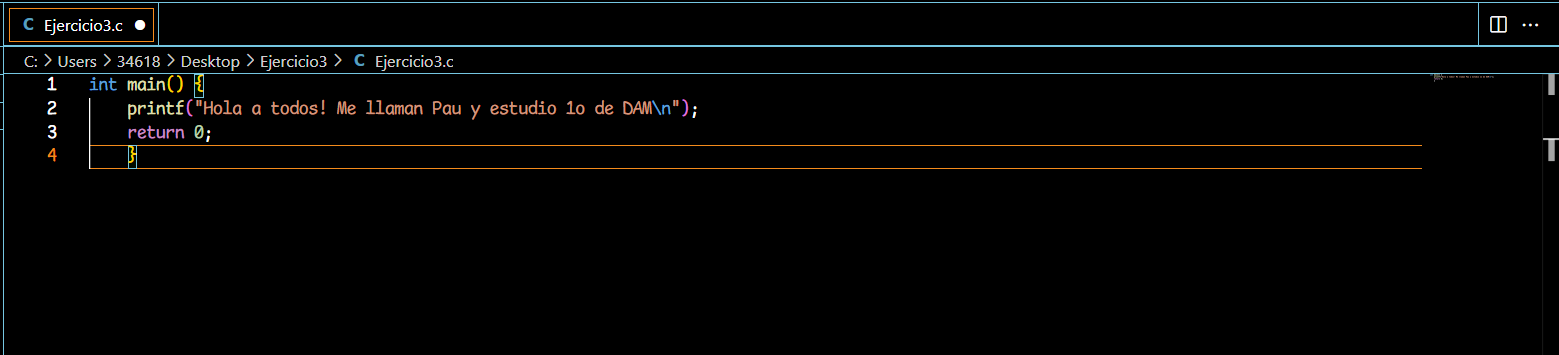 C Ejercicio3.c
C: > Users > 34618 > Desktop > Ejercicio3 > C Ejercicio3.c
1 int main() {
2 printf("Hola a todos! Me llaman Pau y estudio 1o de DAM\n");
3 return 0;
4 }